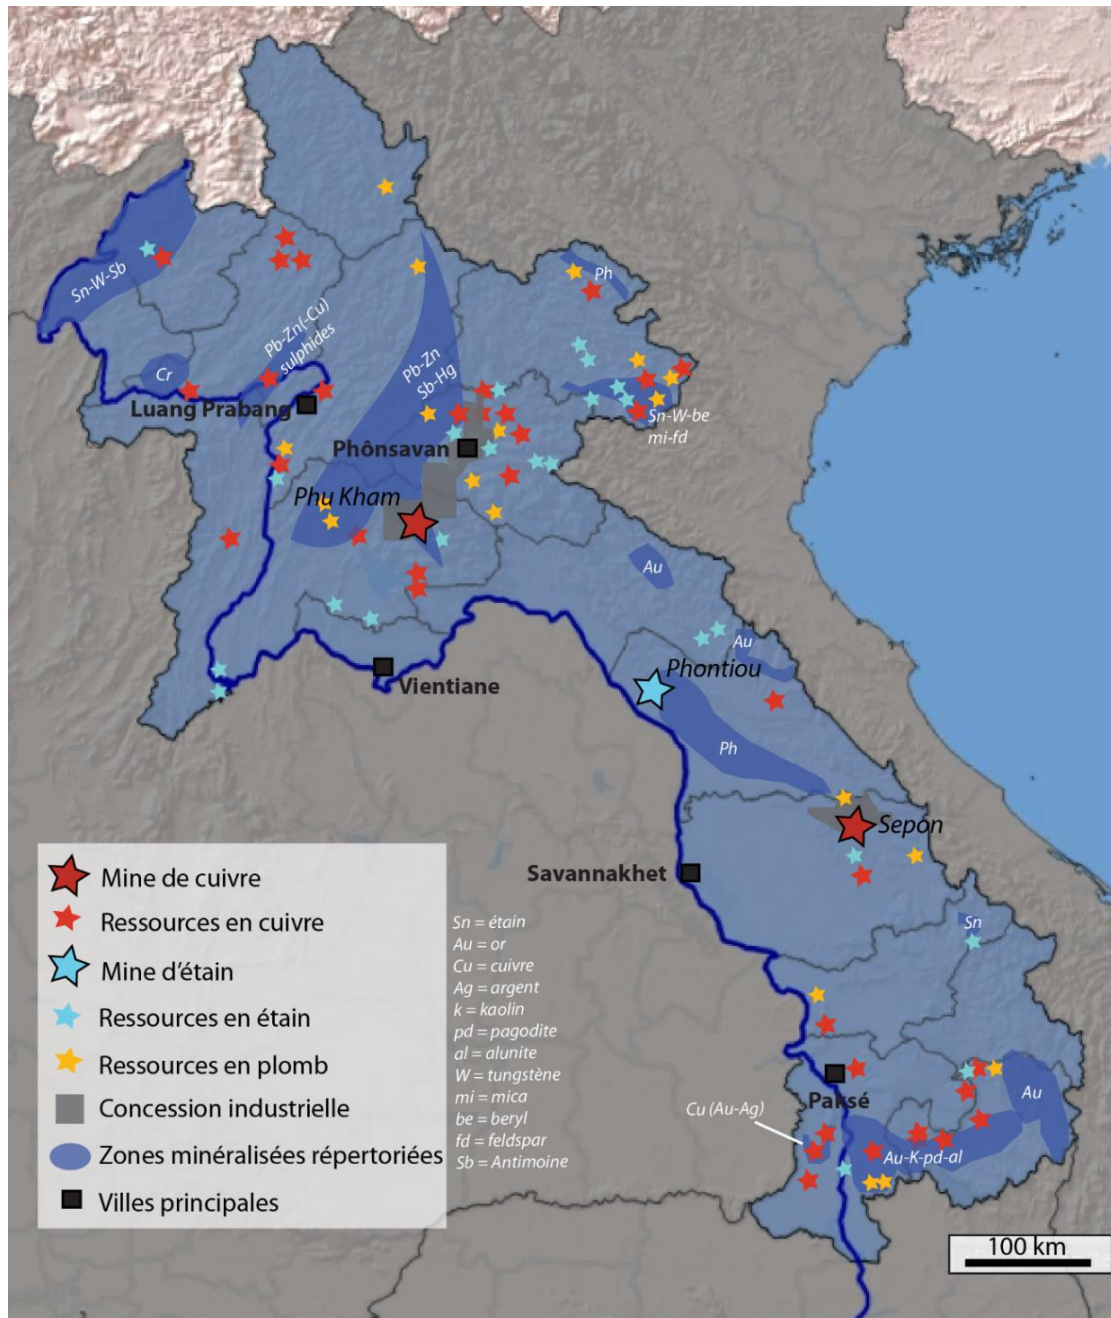 Sn-W-Sb
Ph
Pb-Zn(-Cu)
sulphides
Cr
Pb-Zn
Sb-Hg
Luang Prabang
Sn-W-be
mi-fd
Phônsavan
Phu Kham
Au
Au
Phontiou
Vientiane
Ph
Sepon
Savannakhet
Sn
Paksé
Au
Cu (Au-Ag)
Au-K-pd-al
Mine de cuivre
Ressources en cuivre
Mine d'étain
Ressources en étain
Ressources en plomb
Concession industrielle
Zones minéralisées répertoriées
Villes principales
Sn = étain
Au = or
Cu = cuivre
Ag = argent
k = kaolin
pd = pagodite
al = alunite
W = tungstène
mi = mica
be = beryl
fd = feldspar
Sb = Antimoine
100 km